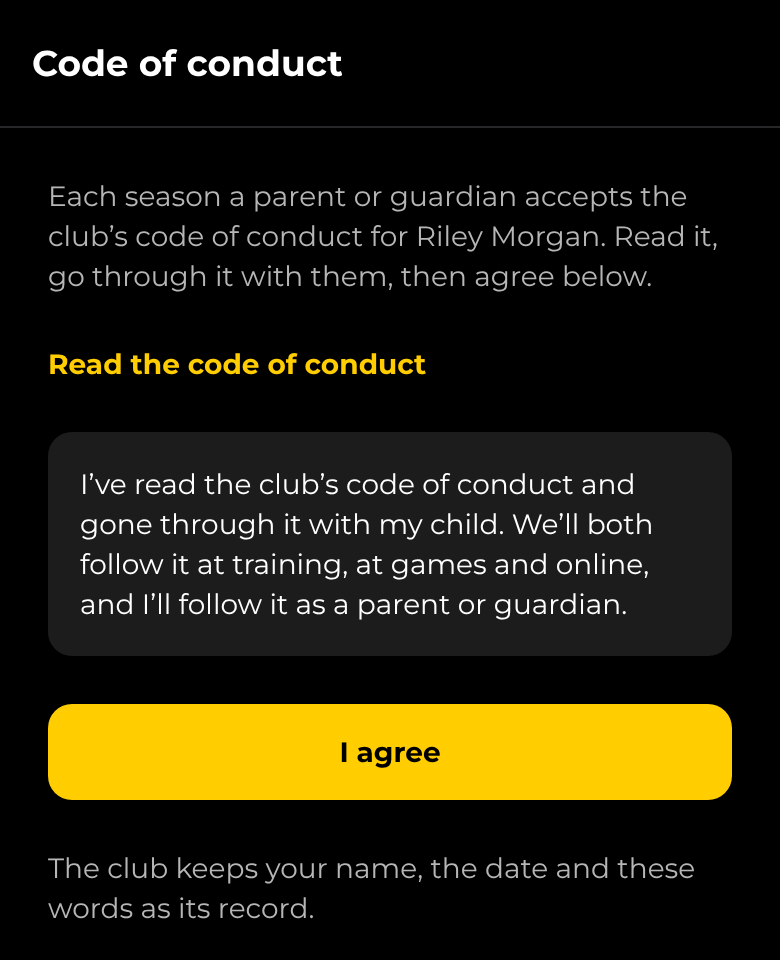 Code of conduct
Each season a parent or guardian accepts the
club’s code of conduct for Riley Morgan. Read it,
go through it with them, then agree below.
Read the code of conduct
I’ve read the club’s code of conduct and
gone through it with my child. We’ll both
follow it at training, at games and online,
and I’ll follow it as a parent or guardian.
I agree
The club keeps your name, the date and these
words as its record.